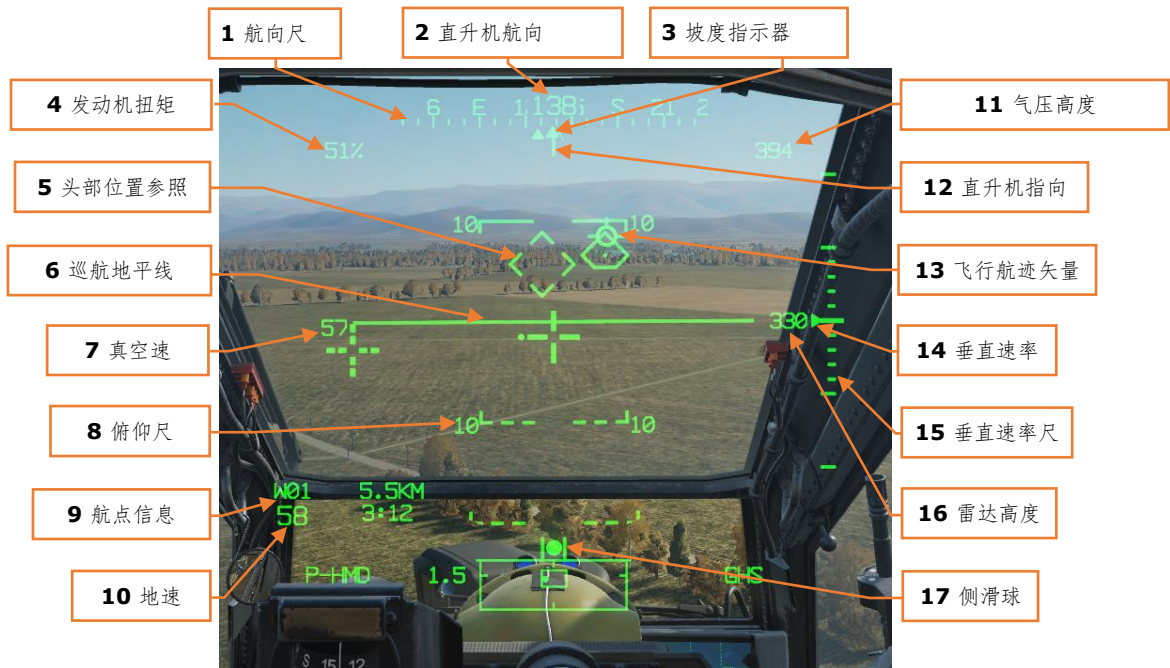 1 航向尺
2 直升机航向
3 坡度指示器
4 发动机扭矩
11 气压高度
6 E 1 138 S 21 2
51%
394
5 头部位置参照
12 直升机指向
10 10
6 巡航地平线
13 飞行航迹矢量
57
330
7 真空速
14 垂直速率
8 俯仰尺
10 10
15 垂直速率尺
9 航点信息
W01 5.5KM
58 3:12
16 雷达高度
10 地速
P-HMD 1.5 GHS
17 侧滑球
S 15 12